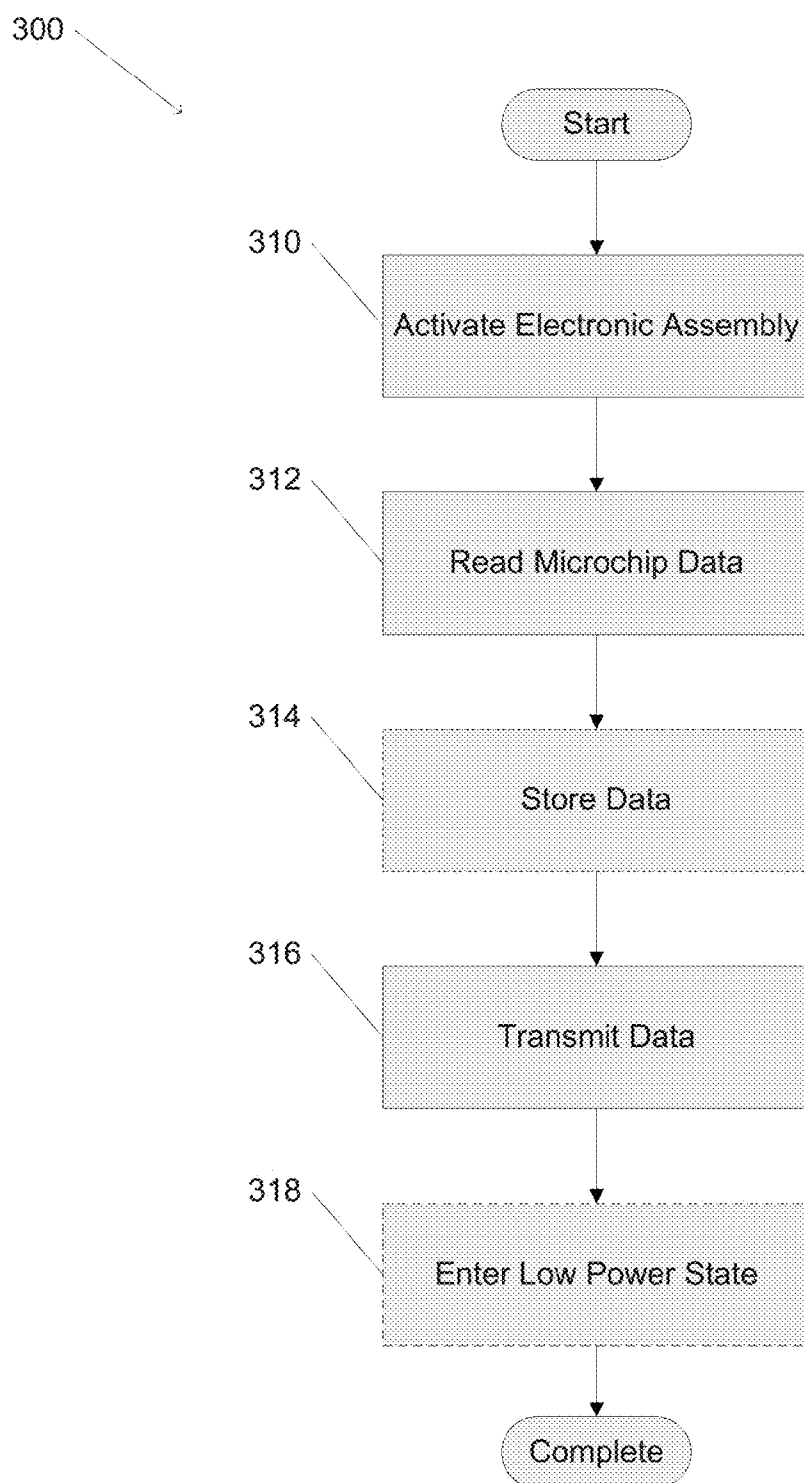 300
Start
310
Activate Electronic Assembly
312
Read Microchip Data
314
Store Data
316
Transmit Data
318
Enter Low Power State
Complete